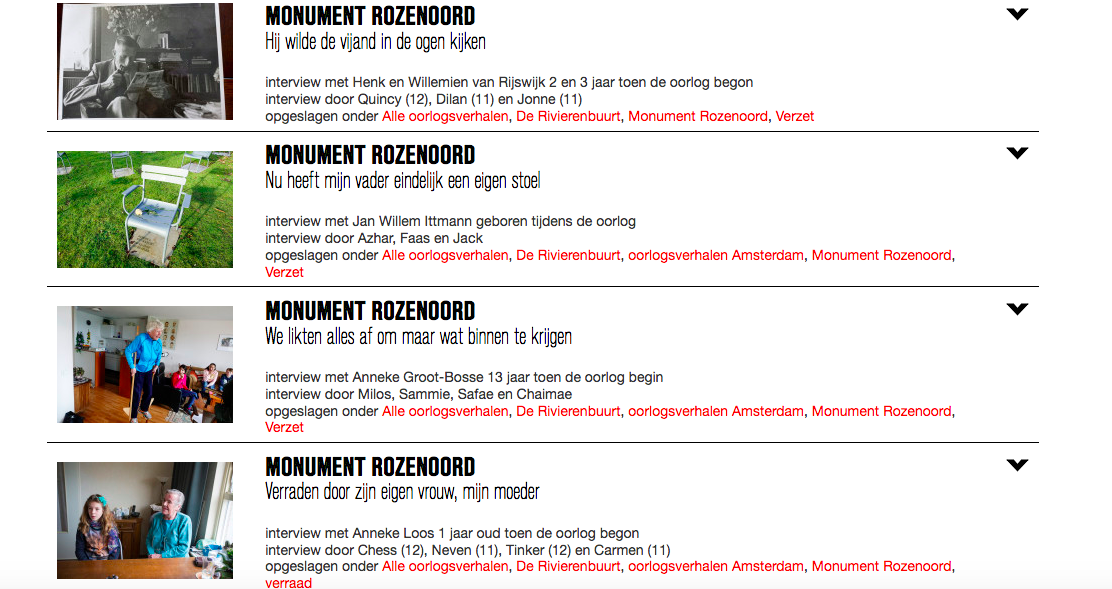 MONUMENT ROZENOORD
Hij wilde de vijand in de ogen kijken
interview met Henk en Willemien van Rijswijk 2 en 3 jaar toen de oorlog begon
interview door Quincy (12), Dilan (11) en Jonne (11)
opgeslagen onder Alle oorlogsverhalen, De Rivierenbuurt, Monument Rozenoord, Verzet
MONUMENT ROZENOORD
Nu heeft mijn vader eindelijk een eigen stoel
interview met Jan Willem Ittmann geboren tijdens de oorlog
interview door Azhar, Faas en Jack
opgeslagen onder Alle oorlogsverhalen, De Rivierenbuurt, oorlogsverhalen Amsterdam, Monument Rozenoord,
Verzet
MONUMENT ROZENOORD
We likten alles af om maar wat binnen te krijgen
interview met Anneke Groot-Bosse 13 jaar toen de oorlog begin
interview door Milos, Sammie, Safae en Chaimae
opgeslagen onder Alle oorlogsverhalen, De Rivierenbuurt, oorlogsverhalen Amsterdam, Monument Rozenoord,
Verzet
MONUMENT ROZENOORD
Verraden door zijn eigen vrouw, mijn moeder
interview met Anneke Loos 1 jaar oud toen de oorlog begon
interview door Chess (12), Neven (11), Tinker (12) en Carmen (11)
opgeslagen onder Alle oorlogsverhalen, De Rivierenbuurt, oorlogsverhalen Amsterdam, Monument Rozenoord,
verraad